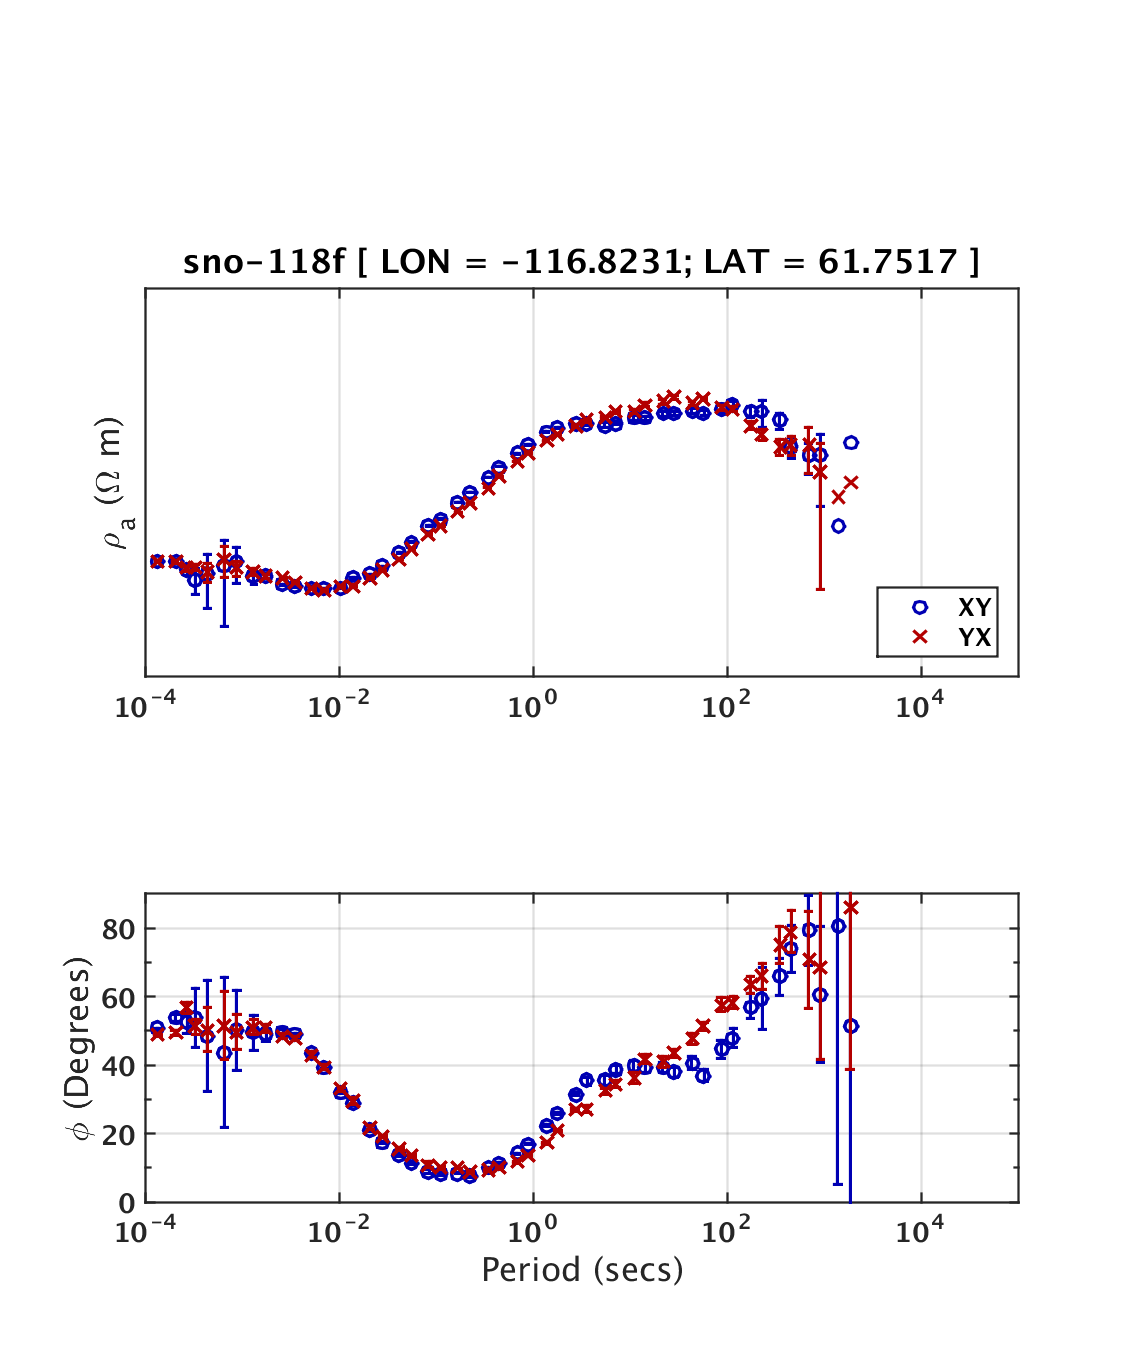 sno-118f [ LON = -116.8231; LAT = 61.7517 ]
ρa (Ω m)
XY
YX
10^-4 10^-2 10^0 10^2 10^4
80
60
40
20
0
φ (Degrees)
10^-4 10^-2 10^0 10^2 10^4
Period (secs)